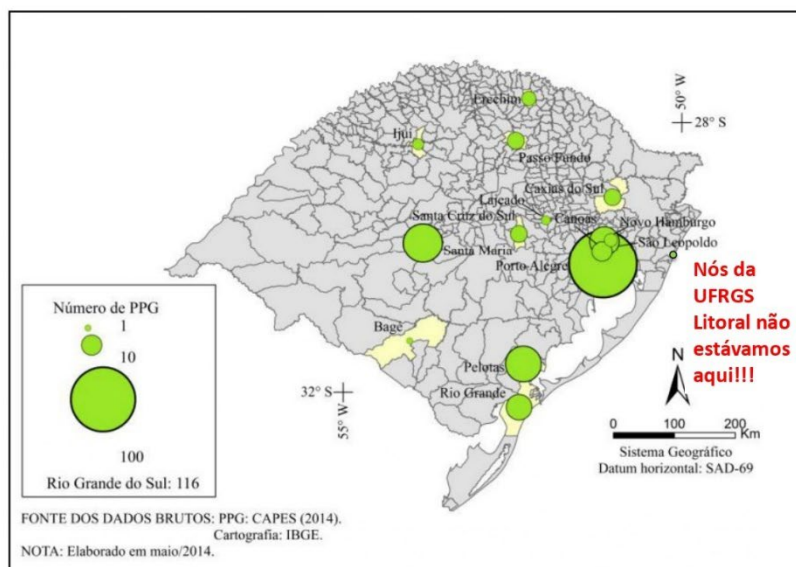 50° W
28° S
Erechim
Ijuí
Passo Fundo
Caxias do Sul
Lajeado
Santa Cruz do Sul
Canoas
Novo Hamburgo
São Leopoldo
Santa Maria
Porto Alegre
Nós da
UFRGS
Litoral não
estávamos
aqui!!!
Número de PPG
1
10
100
Rio Grande do Sul: 116
Bagé
Pelotas
Rio Grande
32° S
55° W
N
0 100 200
Km
Sistema Geográfico
Datum horizontal: SAD-69
FONTE DOS DADOS BRUTOS: PPG: CAPES (2014).
Cartografia: IBGE.
NOTA: Elaborado em maio/2014.